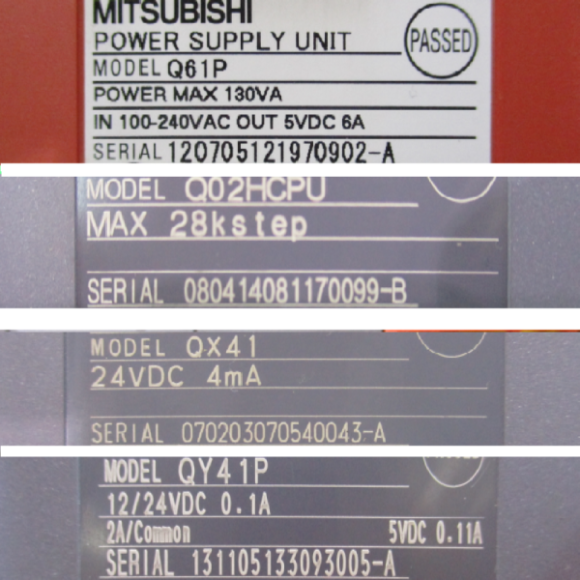 MITSUBISHI
POWER SUPPLY UNIT PASSED
MODEL Q61P
POWER MAX 130VA
IN 100-240VAC OUT 5VDC 6A
SERIAL 120705121970902-A
MODEL Q02HCPU
MAX 28kstep
SERIAL 080414081170099-B
MODEL QX41
24VDC 4mA
SERIAL 070203070540043-A
MODEL QY41P
12/24VDC 0.1A
2A/Common 5VDC 0.11A
SERIAL 131105133093005-A